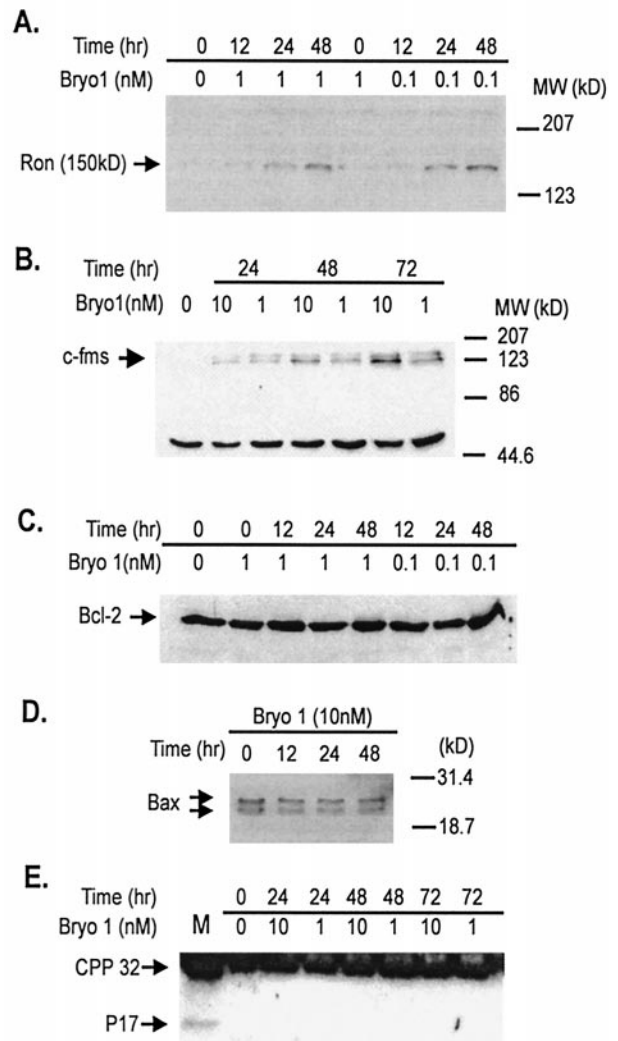 A.
Time (hr) 0 12 24 48 0 12 24 48
Bryo1 (nM) 0 1 1 1 1 0.1 0.1 0.1 MW (kD)
207
Ron (150kD)
123
B.
Time (hr) 24 48 72
Bryo1(nM) 0 10 1 10 1 10 1 MW (kD)
207
c-fms 123
86
44.6
C.
Time (hr) 0 0 12 24 48 12 24 48
Bryo 1(nM) 0 1 1 1 1 0.1 0.1 0.1
Bcl-2
D.
Bryo 1 (10nM)
Time (hr) 0 12 24 48 (kD)
31.4
Bax
18.7
E.
Time (hr) 0 24 24 48 48 72 72
Bryo 1 (nM) M 0 10 1 10 1 10 1
CPP 32
P17